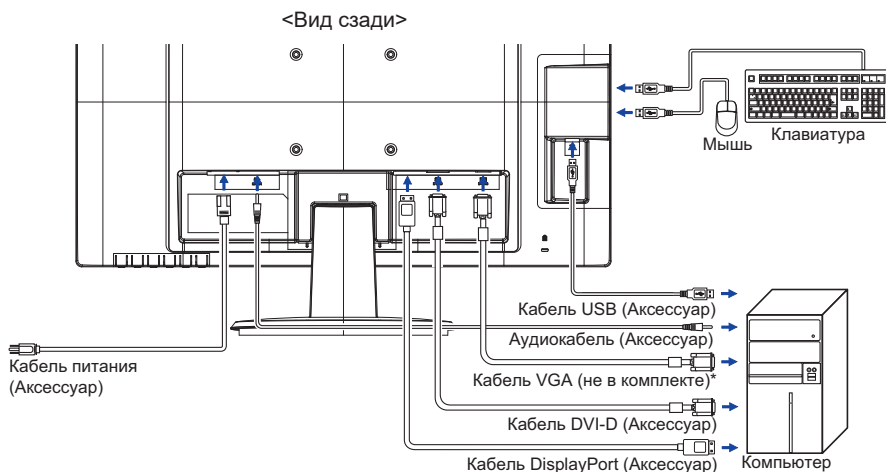 <Вид сзади>
Мышь
Клавиатура
Кабель USB (Аксессуар)
Аудиокабель (Аксессуар)
Кабель питания
(Аксессуар)
Кабель VGA (не в комплекте)*
Кабель DVI-D (Аксессуар)
Кабель DisplayPort (Аксессуар)
Компьютер